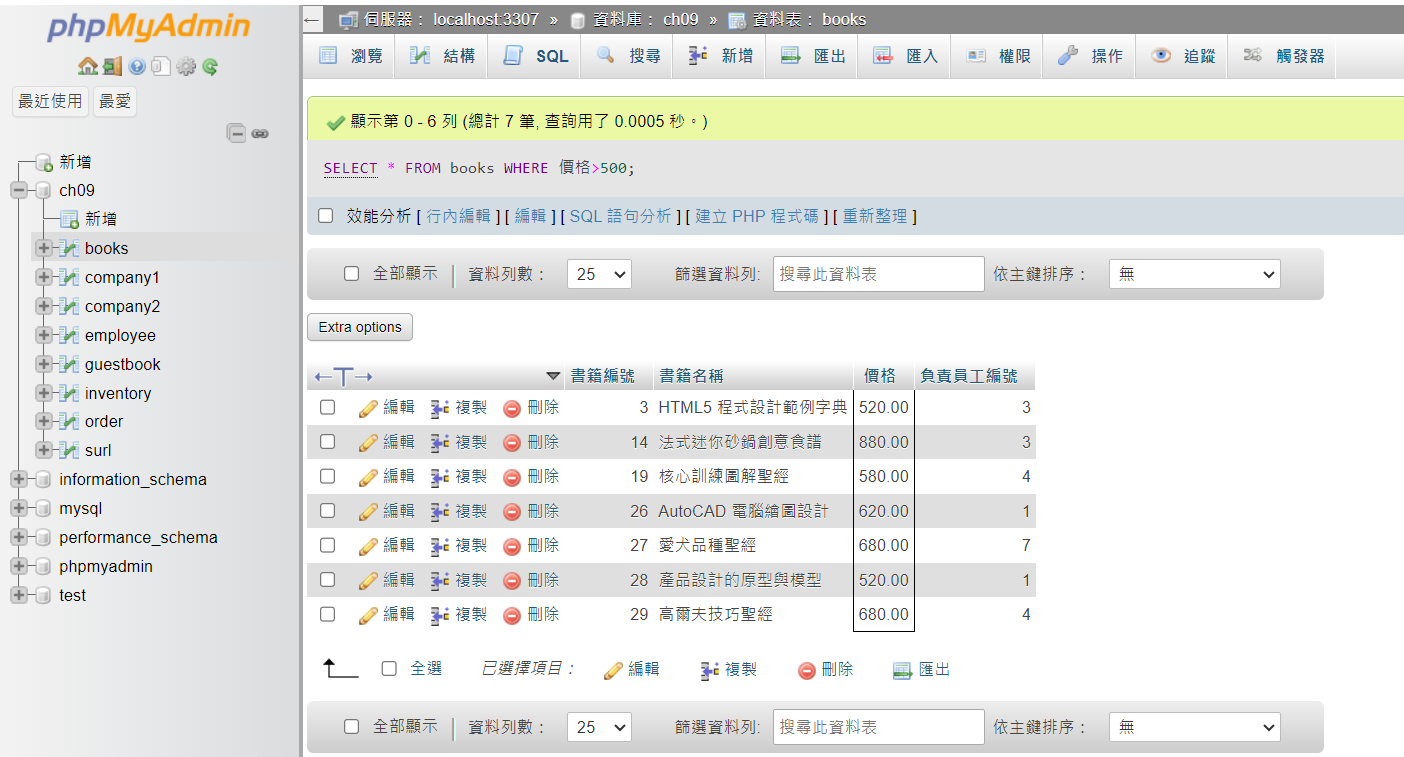 phpMyAdmin
最近使用 最愛
新增
ch09
新增
books
company1
company2
employee
guestbook
inventory
order
surl
information_schema
mysql
performance_schema
phpmyadmin
test
伺服器： localhost:3307 » 資料庫： ch09 » 資料表： books
瀏覽 結構 SQL 搜尋 新增 匯出 匯入 權限 操作 追蹤 觸發器
顯示第 0 - 6 列 (總計 7 筆, 查詢用了 0.0005 秒。)
SELECT * FROM books WHERE 價格>500;
效能分析 [ 行內編輯 ] [ 編輯 ] [ SQL 語句分析 ] [ 建立 PHP 程式碼 ] [ 重新整理 ]
全部顯示 資料列數： 25 篩選資料列: 搜尋此資料表 依主鍵排序： 無
Extra options
←T→ 書籍編號 書籍名稱 價格 負責員工編號
編輯 複製 刪除 3 HTML5 程式設計範例字典 520.00 3
編輯 複製 刪除 14 法式迷你砂鍋創意食譜 880.00 3
編輯 複製 刪除 19 核心訓練圖解聖經 580.00 4
編輯 複製 刪除 26 AutoCAD 電腦繪圖設計 620.00 1
編輯 複製 刪除 27 愛犬品種聖經 680.00 7
編輯 複製 刪除 28 產品設計的原型與模型 520.00 1
編輯 複製 刪除 29 高爾夫技巧聖經 680.00 4
全選 已選擇項目： 編輯 複製 刪除 匯出
全部顯示 資料列數： 25 篩選資料列: 搜尋此資料表 依主鍵排序： 無